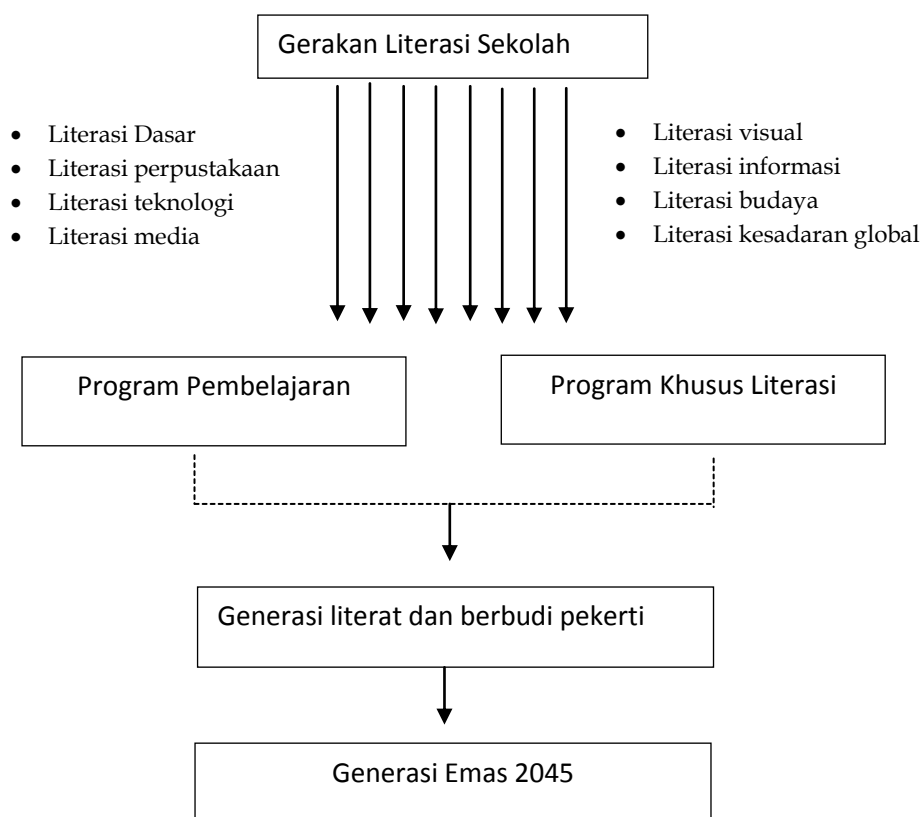 Gerakan Literasi Sekolah
• Literasi Dasar
• Literasi perpustakaan
• Literasi teknologi
• Literasi media
• Literasi visual
• Literasi informasi
• Literasi budaya
• Literasi kesadaran global
Program Pembelajaran
Program Khusus Literasi
Generasi literat dan berbudi pekerti
Generasi Emas 2045